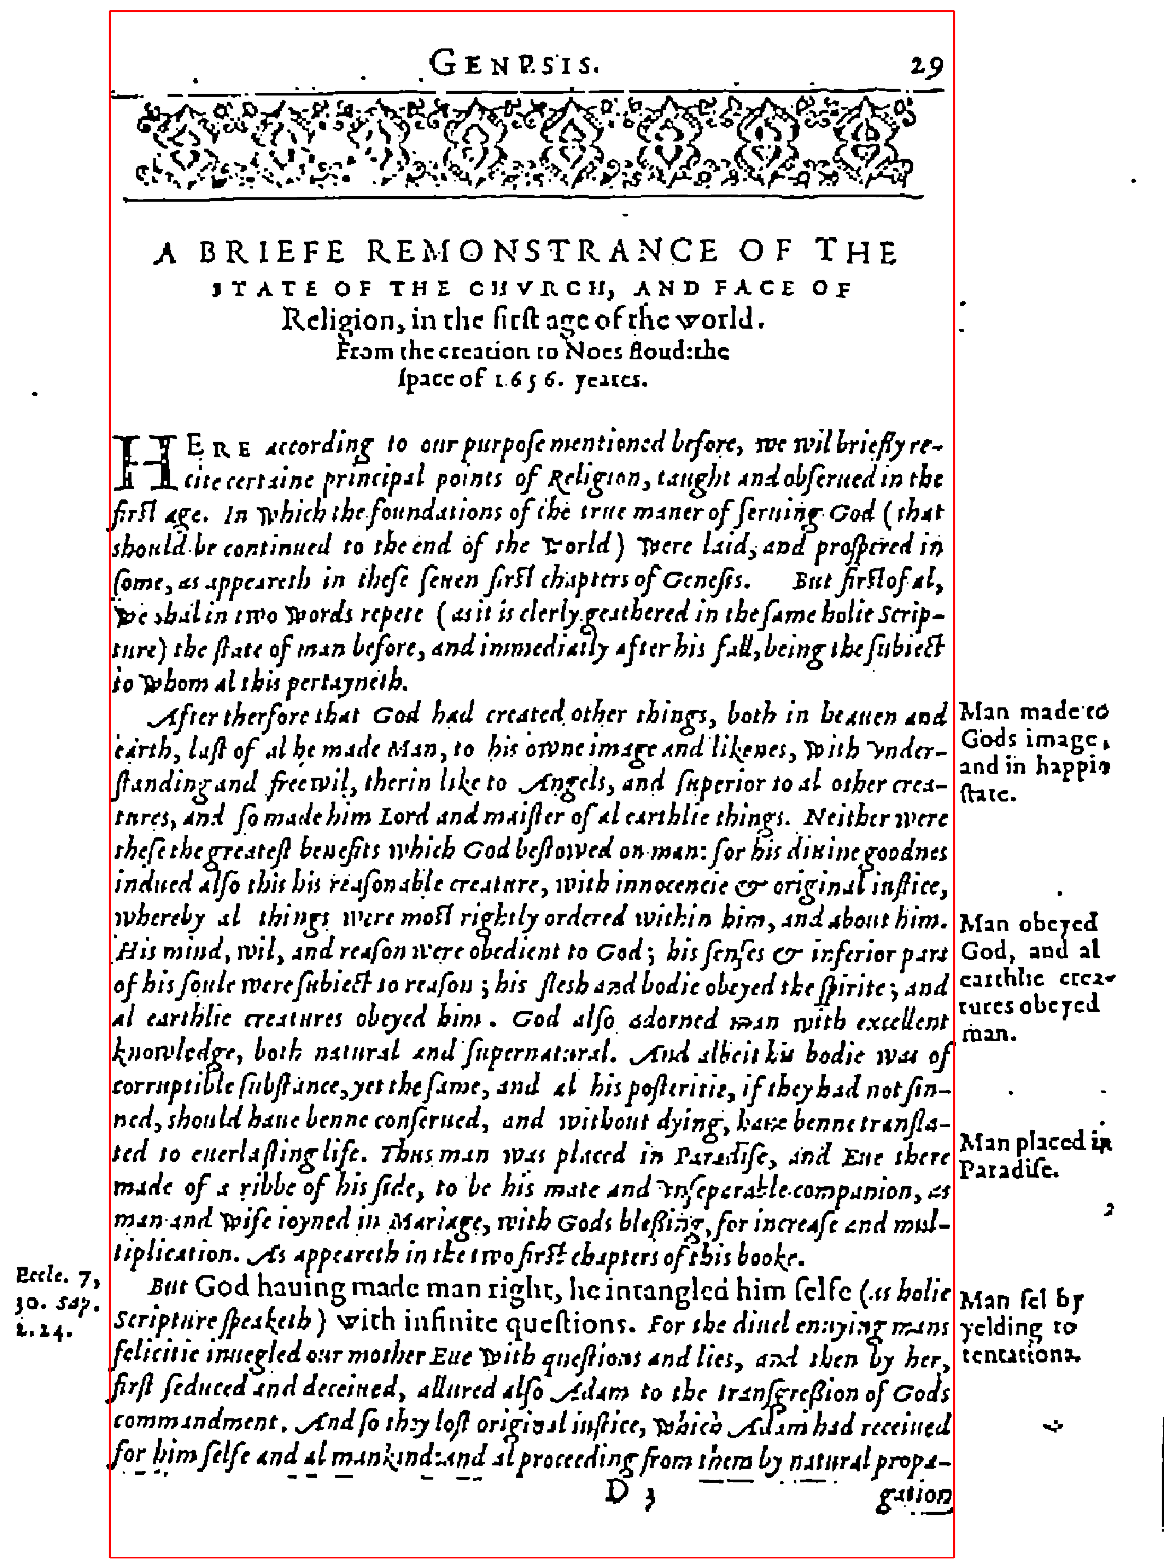 GENESIS. 29
A BRIEFE REMONSTRANCE OF THE
STATE OF THE CHVRCH, AND FACE OF
Religion, in the firſt age of the world.
From the creation to Noes floud: the
ſpace of 1656. yeares.
HERE according to our purpoſe mentioned before, we wil briefly re-
cite certaine principal points of Religion, taught and obſerued in the
firſt age. In which the foundations of the true maner of ſeruing God (that
should be continued to the end of the world) were laid, and proſpered in
ſome, as appeareth in theſe ſeuen firſt chapters of Geneſis. But firſt of al,
we shal in two words repete (as it is clerly geathered in the ſame holie Scrip-
ture) the ſtate of man before, and immediatly after his fall, being the ſubiect
to whom al this pertayneth.
After therfore that God had created other things, both in heauen and
earth, laſt of al he made Man, to his owne image and likenes, with vnder-
ſtanding and freewil, therin like to Angels, and ſuperior to al other crea-
tures, and ſo made him Lord and maiſter of al earthlie things. Neither were
theſe the greateſt benefits which God beſtowed on man: for his diuine goodnes
indued alſo this his reaſonable creature, with innocencie & original iuſtice,
whereby al things were moſt rightly ordered within him, and about him.
His mind, wil, and reaſon were obedient to God; his ſenſes & inferior part
of his ſoule were ſubiect to reaſon; his flesh and bodie obeyed the ſpirite; and
al earthlie creatures obeyed him. God alſo adorned man with excellent
knowledge, both natural and ſupernatural. And albeit his bodie was of
corruptible ſubſtance, yet the ſame, and al his poſteritie, if they had not ſin-
ned, should haue benne conſerued, and without dying, haue benne tranſla-
ted to euerlaſting life. Thus man was placed in Paradiſe, and Eue there
made of a ribbe of his ſide, to be his mate and vnſeperable companion, as
man and wife ioyned in Mariage, with Gods bleſſing, for increaſe and mul-
tiplication. As appeareth in the two firſt chapters of this booke.
But God hauing made man right, he intangled him ſelfe (as holie
Scripture ſpeaketh) with infinite queſtions. For the diuel enuying mans
felicitie inuegled our mother Eue with queſtions and lies, and then by her,
firſt ſeduced and deceiued, allured alſo Adam to the tranſgreſſion of Gods
commandment. And ſo they loſt original iuſtice, which Adam had receiued
for him ſelfe and al mankind: and al proceeding from them by natural propa-
D 3 gation
Man made to
Gods image,
and in happie
ſtate.
Man obeyed
God, and al
earthlie crea-
tures obeyed
man.
Man placed in
Paradiſe.
Eccle. 7,
30. Sap.
2. 24.
Man fel by
yelding to
tentations.